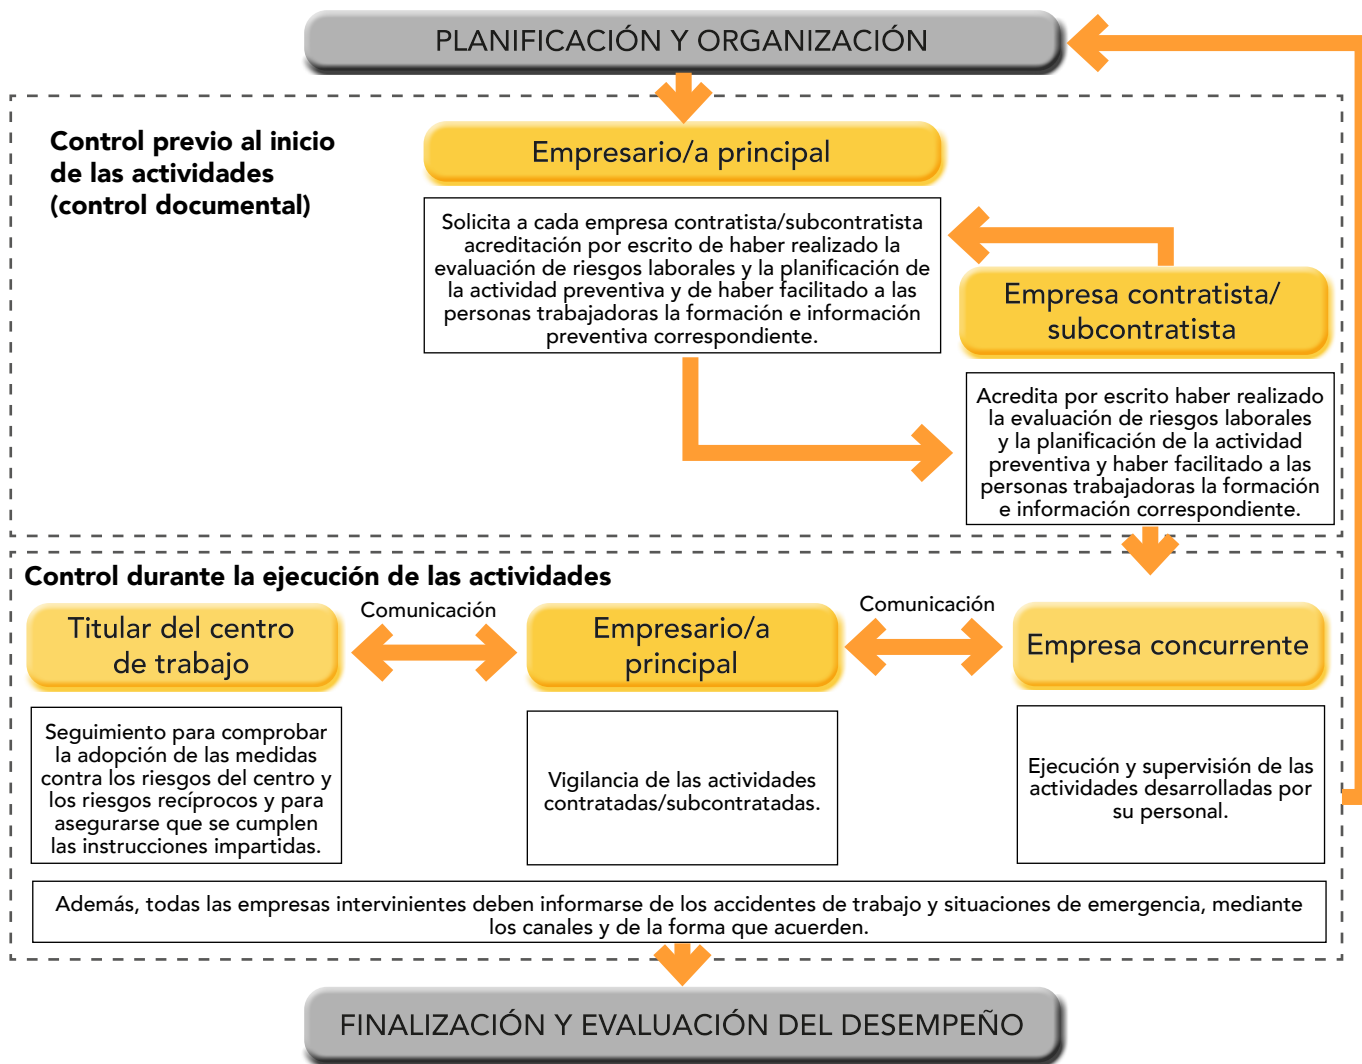 PLANIFICACIÓN Y ORGANIZACIÓN
Control previo al inicio
de las actividades
(control documental)
Empresario/a principal
Solicita a cada empresa contratista/subcontratista
acreditación por escrito de haber realizado la
evaluación de riesgos laborales y la planificación de
la actividad preventiva y de haber facilitado a las
personas trabajadoras la formación e información
preventiva correspondiente.
Empresa contratista/
subcontratista
Acredita por escrito haber realizado
la evaluación de riesgos laborales
y la planificación de la actividad
preventiva y haber facilitado a las
personas trabajadoras la formación
e información correspondiente.
Control durante la ejecución de las actividades
Titular del centro
de trabajo
Comunicación
Empresario/a
principal
Comunicación
Empresa concurrente
Seguimiento para comprobar
la adopción de las medidas
contra los riesgos del centro y
los riesgos recíprocos y para
asegurarse que se cumplen
las instrucciones impartidas.
Vigilancia de las actividades
contratadas/subcontratadas.
Ejecución y supervisión de las
actividades desarrolladas por
su personal.
Además, todas las empresas intervinientes deben informarse de los accidentes de trabajo y situaciones de emergencia, mediante
los canales y de la forma que acuerden.
FINALIZACIÓN Y EVALUACIÓN DEL DESEMPEÑO